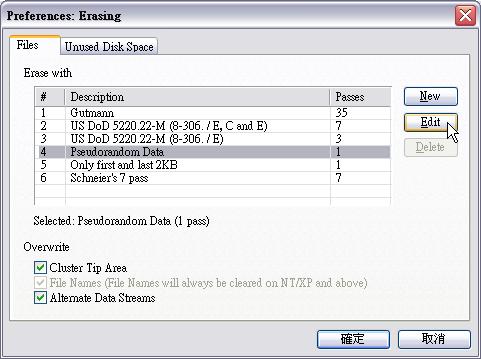 Preferences: Erasing
Files
Unused Disk Space
Erase with
# Description Passes
1 Gutmann 35
2 US DoD 5220.22-M (8-306. / E, C and E) 7
3 US DoD 5220.22-M (8-306. / E) 3
4 Pseudorandom Data 1
5 Only first and last 2KB 1
6 Schneier's 7 pass 7
New
Edit
Delete
Selected: Pseudorandom Data (1 pass)
Overwrite
Cluster Tip Area
File Names (File Names will always be cleared on NT/XP and above)
Alternate Data Streams
確定
取消